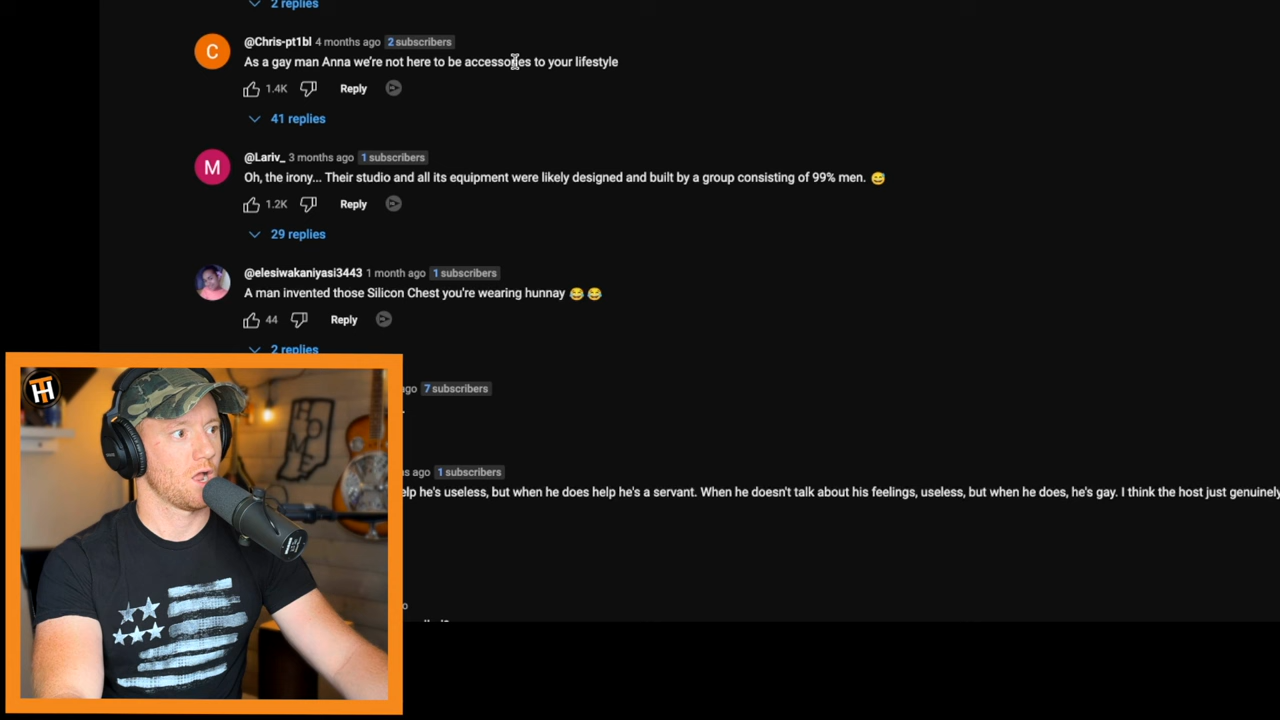 2 replies
@Chris-pt1bl 4 months ago 2 subscribers
As a gay man Anna we're not here to be accessories to your lifestyle
1.4K Reply
41 replies
M
@Lariv_ 3 months ago 1 subscribers
Oh, the irony... Their studio and all its equipment were likely designed and built by a group consisting of 99% men. 😅
1.2K Reply
29 replies
@elesiwakaniyasi3443 1 month ago 1 subscribers
A man invented those Silicon Chest you're wearing hunnay 😂 😂
44 Reply
2 replies
ago 7 subscribers
ago 1 subscribers
he's useless, but when he does help he's a servant. When he doesn't talk about his feelings, useless, but when he does, he's gay. I think the host just genuinely
C
HOME